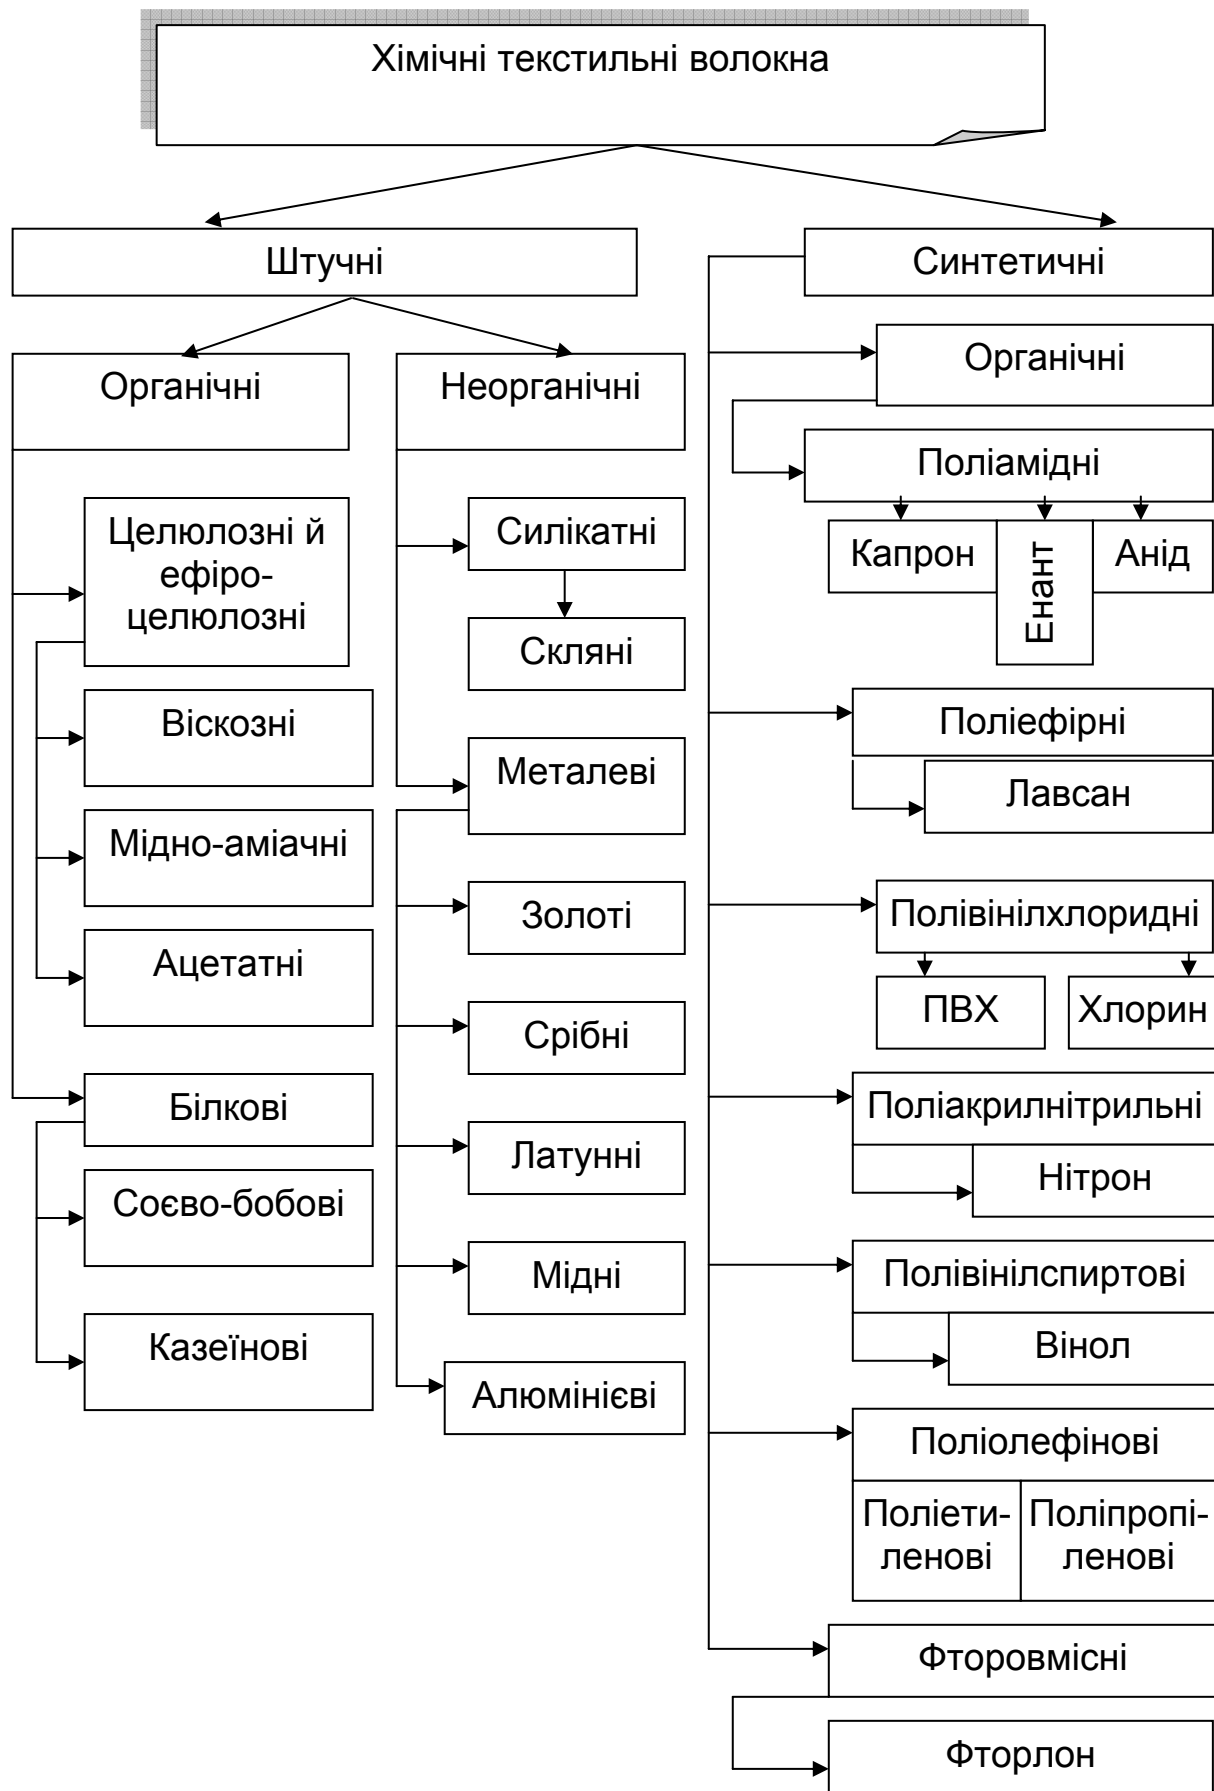 Хімічні текстильні волокна
Штучні
Синтетичні
Органічні
Неорганічні
Органічні
Поліамідні
Капрон
Енант
Анід
Целюлозні й
ефіро-
целюлозні
Силікатні
Скляні
Віскозні
Металеві
Поліефірні
Лавсан
Мідно-аміачні
Золоті
Полівінілхлоридні
ПВХ
Хлорин
Ацетатні
Срібні
Білкові
Поліакрилнітрильні
Нітрон
Соєво-бобові
Латунні
Мідні
Полівінілспиртові
Вінол
Казеїнові
Алюмінієві
Поліолефінові
Поліети-
ленові
Поліпропі-
ленові
Фторовмісні
Фторлон